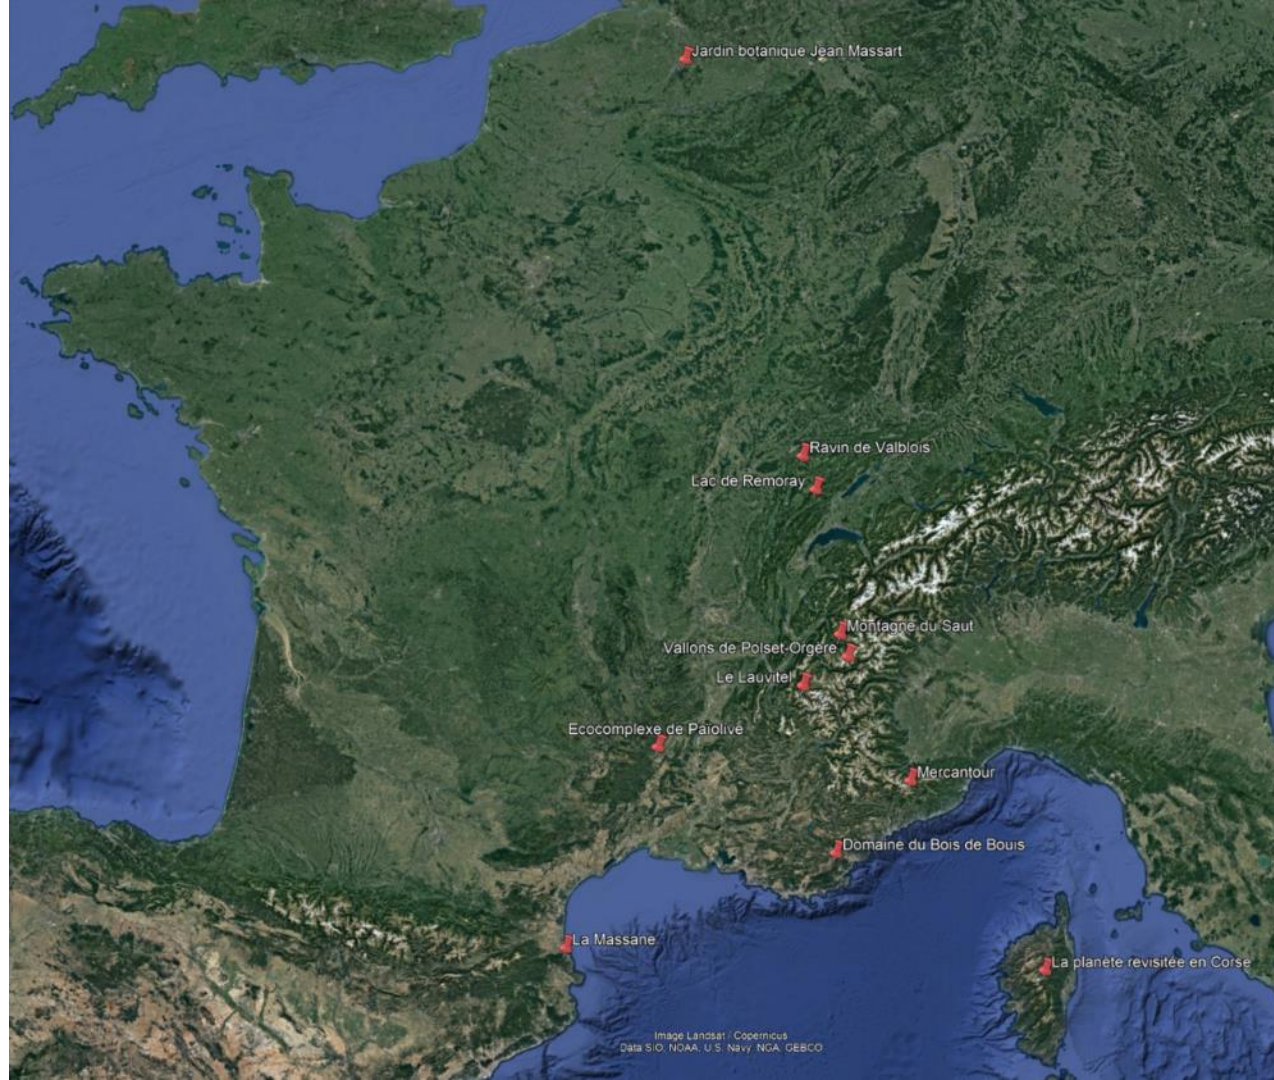 Jardin botanique Jean Massart
Ravin de Valblois
Lac de Remoray
Montagne du Saut
Vallons de Polset-Orgère
Le Lauvitel
Ecocomplexe de Païolive
Mercantour
Domaine du Bois de Bouis
La Massane
La planète revisitée en Corse
Image Landsat / Copernicus
Data SIO, NOAA, U.S. Navy, NGA, GEBCO